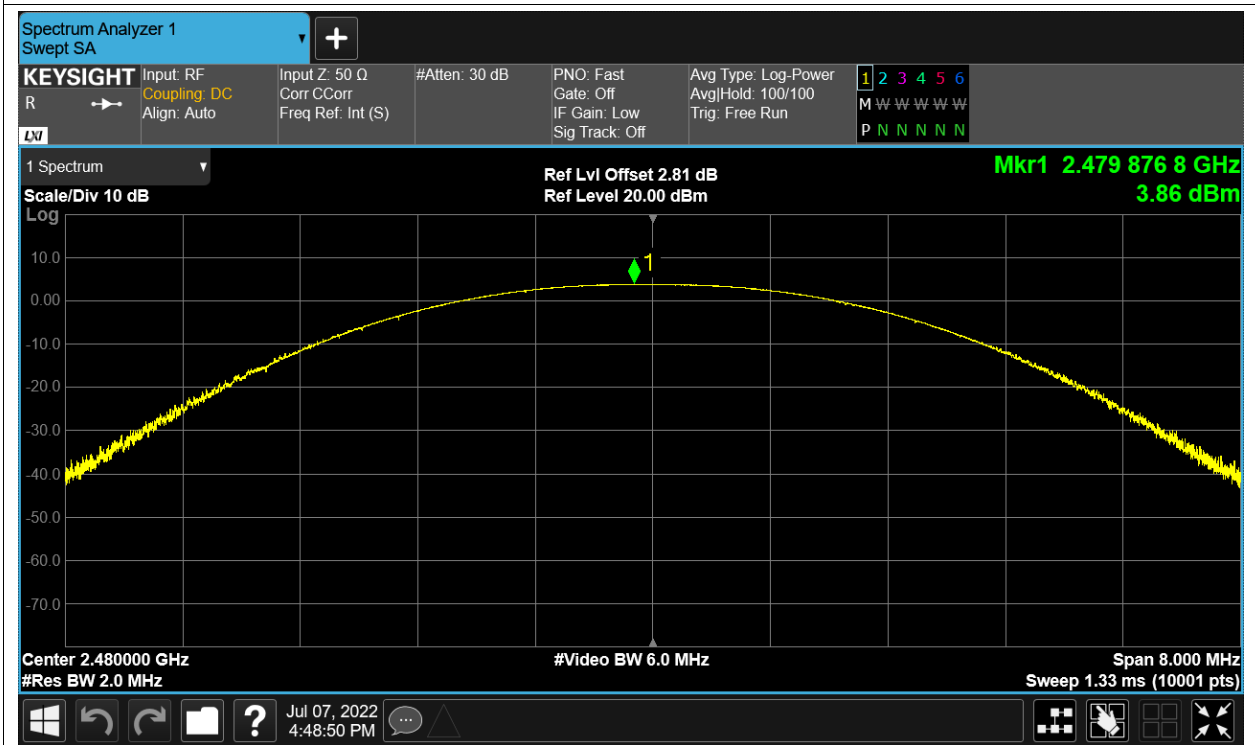 Spectrum Analyzer 1
Swept SA
+
KEYSIGHT
R
LXI
Input: RF
Coupling: DC
Align: Auto
Input Z: 50 Ω
Corr CCorr
Freq Ref: Int (S)
#Atten: 30 dB
PNO: Fast
Gate: Off
IF Gain: Low
Sig Track: Off
Avg Type: Log-Power
Avg|Hold: 100/100
Trig: Free Run
1 2 3 4 5 6
M W W W W W
P N N N N N
1 Spectrum
Scale/Div 10 dB
Log
Ref Lvl Offset 2.81 dB
Ref Level 20.00 dBm
Mkr1 2.479 876 8 GHz
3.86 dBm
1
10.0
0.00
-10.0
-20.0
-30.0
-40.0
-50.0
-60.0
-70.0
Center 2.480000 GHz
#Res BW 2.0 MHz
#Video BW 6.0 MHz
Span 8.000 MHz
Sweep 1.33 ms (10001 pts)
?
Jul 07, 2022
4:48:50 PM